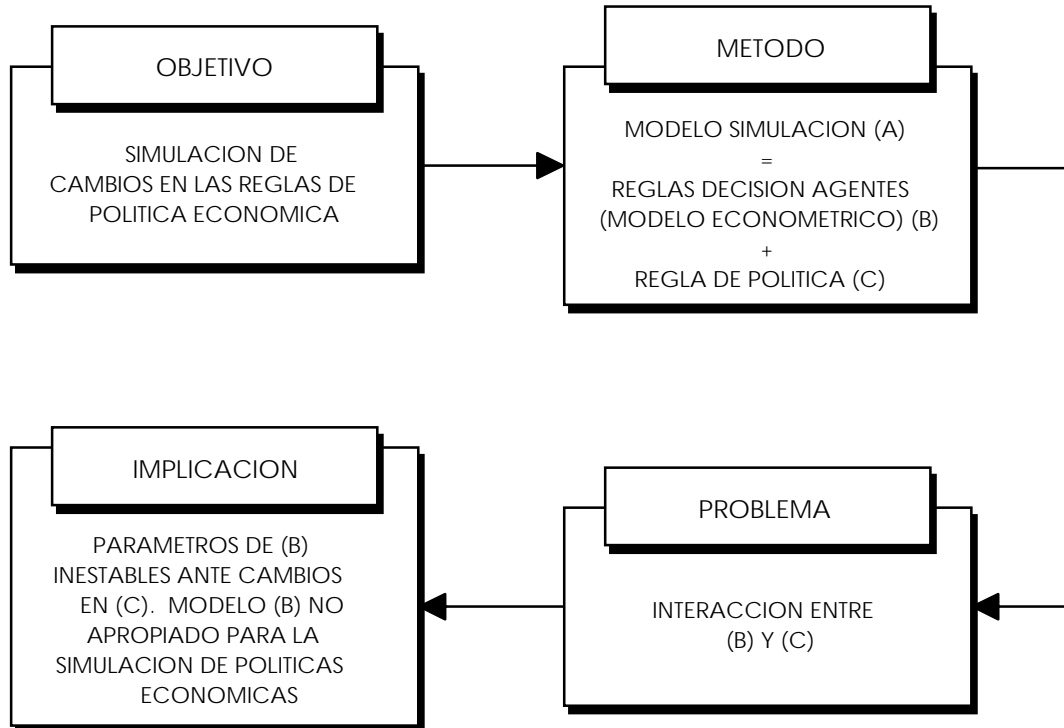 OBJETIVO
SIMULACION DE
CAMBIOS EN LAS REGLAS DE
POLITICA ECONOMICA
METODO
MODELO SIMULACION (A)
=
REGLAS DECISION AGENTES
(MODELO ECONOMETRICO) (B)
+
REGLA DE POLITICA (C)
PROBLEMA
INTERACCION ENTRE
(B) Y (C)
IMPLICACION
PARAMETROS DE (B)
INESTABLES ANTE CAMBIOS
EN (C). MODELO (B) NO
APROPIADO PARA LA
SIMULACION DE POLITICAS
ECONOMICAS